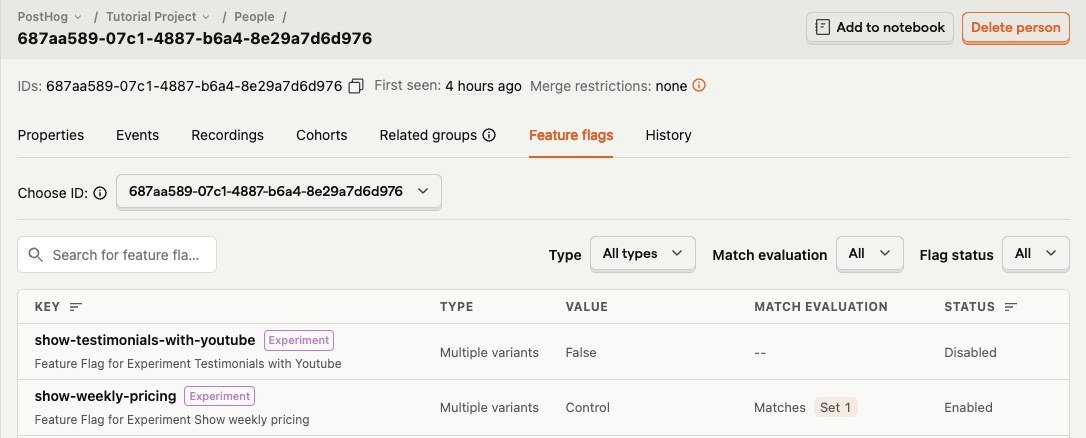 PostHog / Tutorial Project / People /
687aa589-07c1-4887-b6a4-8e29a7d6d976
Add to notebook
Delete person
IDs: 687aa589-07c1-4887-b6a4-8e29a7d6d976 First seen: 4 hours ago Merge restrictions: none
Properties Events Recordings Cohorts Related groups Feature flags History
Choose ID: 687aa589-07c1-4887-b6a4-8e29a7d6d976
Search for feature fla... Type All types Match evaluation All Flag status All
KEY TYPE VALUE MATCH EVALUATION STATUS
show-testimonials-with-youtube Experiment
Feature Flag for Experiment Testimonials with Youtube
Multiple variants False -- Disabled
show-weekly-pricing Experiment
Feature Flag for Experiment Show weekly pricing
Multiple variants Control Matches Set 1 Enabled